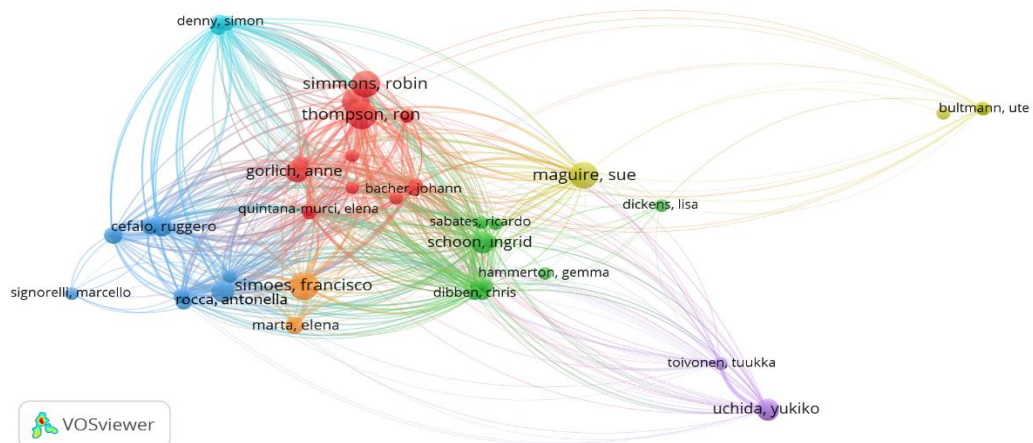 denny, simon
simmons, robin
thompson, ron
bultmann, ute
gorlich, anne
maguire, sue
bacher, johann
dickens, lisa
quintana-murci, elena
sabates, ricardo
cefalo, ruggero
schoon, ingrid
hammerton, gemma
simoes, francisco
signorelli, marcello
dibben, chris
rocca, antonella
marta, elena
toivonen, tuukka
uchida, yukiko
VOSviewer